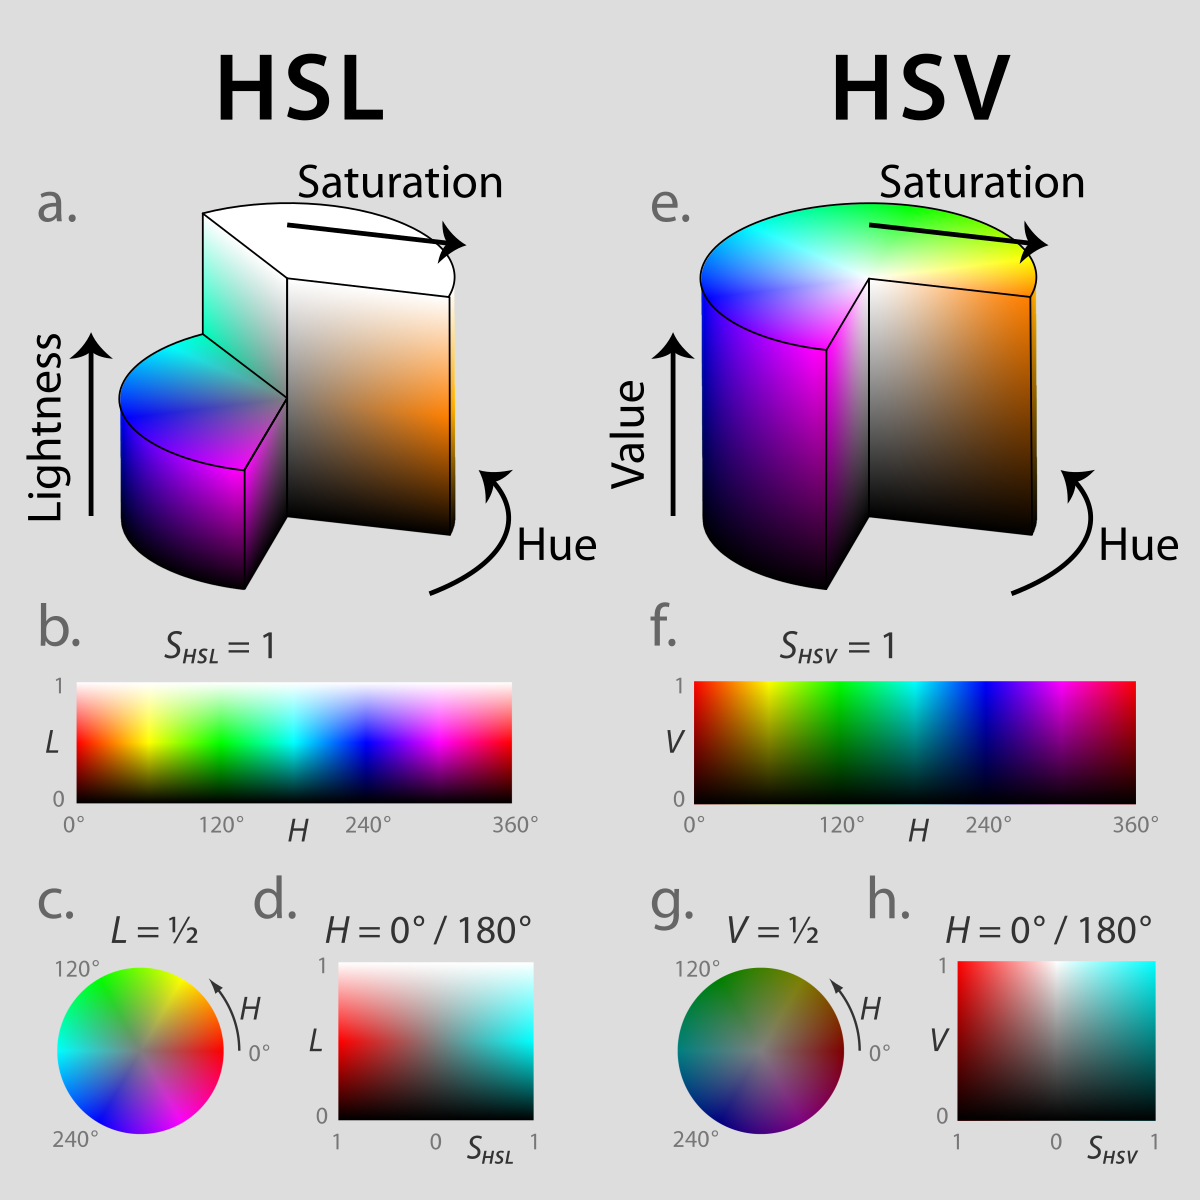 HSL
HSV
a.
Saturation
Lightness
Hue
e.
Saturation
Value
Hue
b.
S_HSL = 1
1
L
0
0°
120°
H
240°
360°
f.
S_HSV = 1
1
V
0
0°
120°
H
240°
360°
c.
L = ½
120°
H
0°
240°
d.
H = 0° / 180°
1
L
0
1
0
S_HSL
1
g.
V = ½
120°
H
0°
240°
h.
H = 0° / 180°
1
V
0
1
0
S_HSV
1